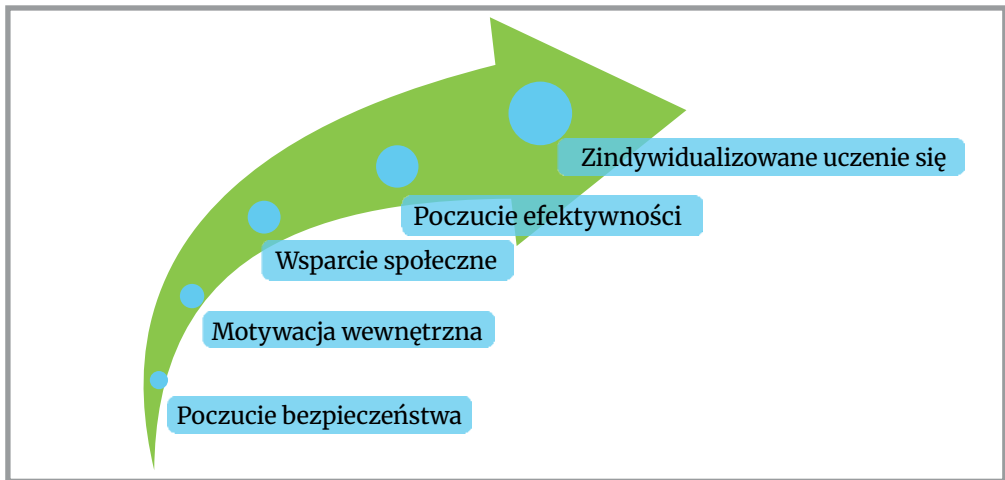 Zindywidualizowane uczenie się
Poczucie efektywności
Wsparcie społeczne
Motywacja wewnętrzna
Poczucie bezpieczeństwa